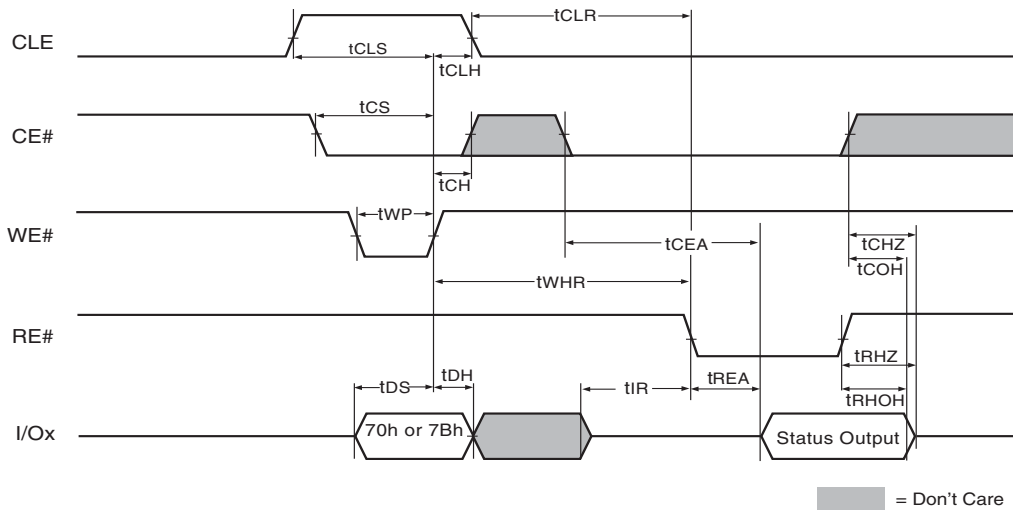 tCLR
CLE
tCLS
tCLH
tCS
CE#
tCH
tWP
WE#
tCEA
tCHZ
tCOH
tWHR
RE#
tRHZ
tDH
tDS
tIR
tREA
tRHOH
I/Ox
70h or 7Bh
Status Output
= Don't Care